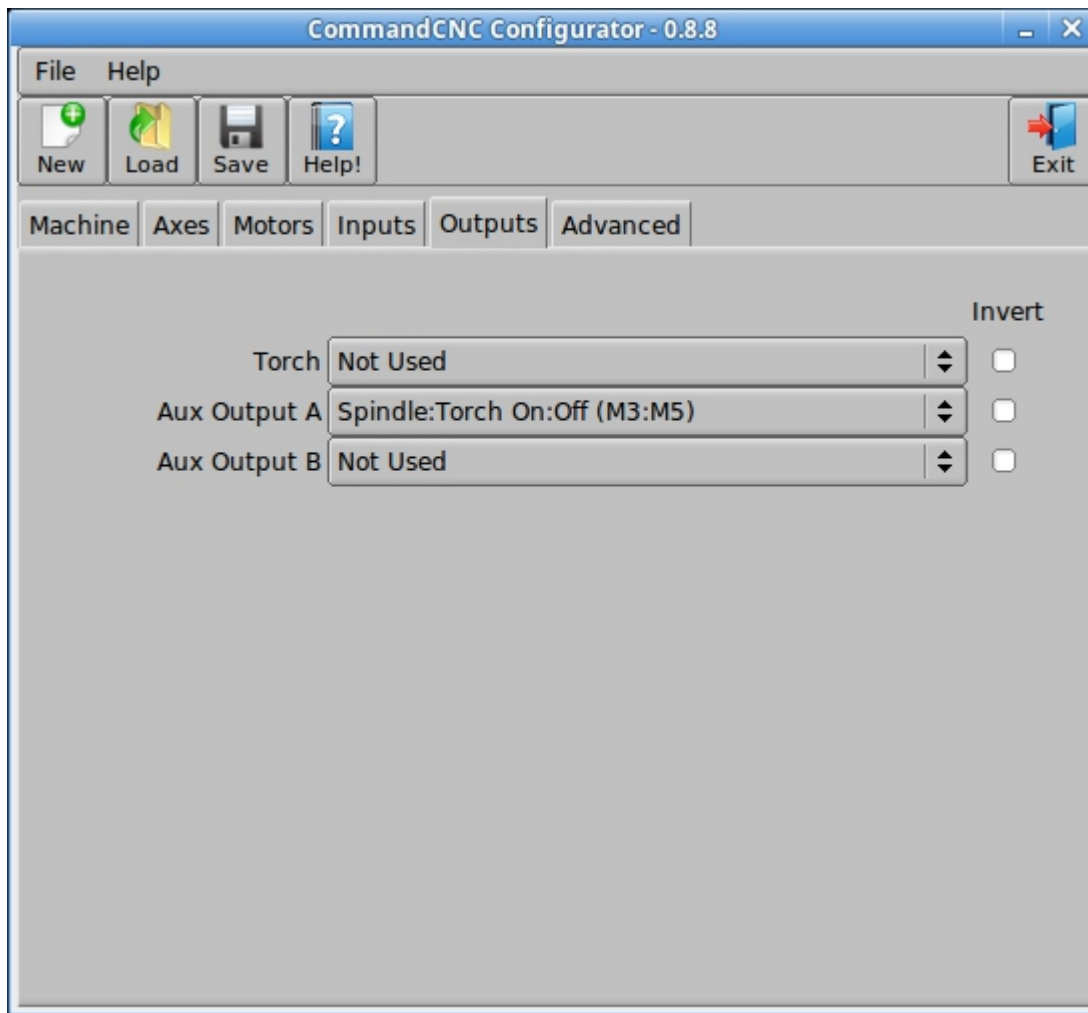 CommandCNC Configurator - 0.8.8
File Help
New Load Save Help! Exit
Machine Axes Motors Inputs Outputs Advanced
Invert
Torch Not Used
Aux Output A Spindle:Torch On:Off (M3:M5)
Aux Output B Not Used